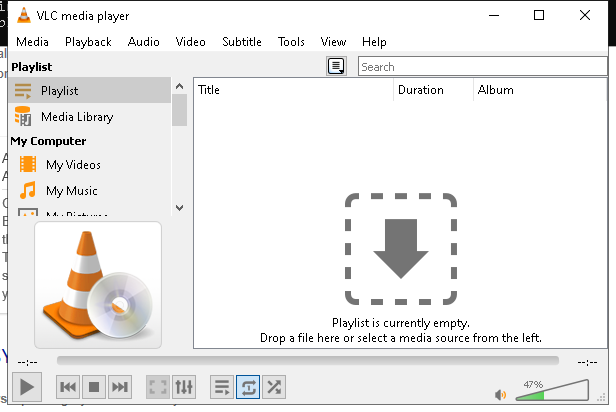 VLC media player
Media Playback Audio Video Subtitle Tools View Help
Playlist
Search
Playlist
Title Duration Album
Media Library
My Computer
My Videos
My Music
My Pictures
Playlist is currently empty.
Drop a file here or select a media source from the left.
--:-- --:--
47%